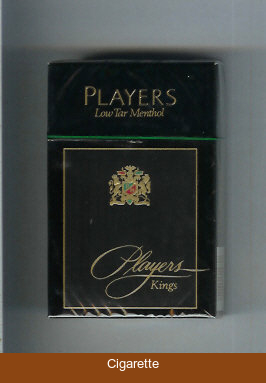 PLAYERS
Low Tar Menthol
Players
Kings
Cigarette